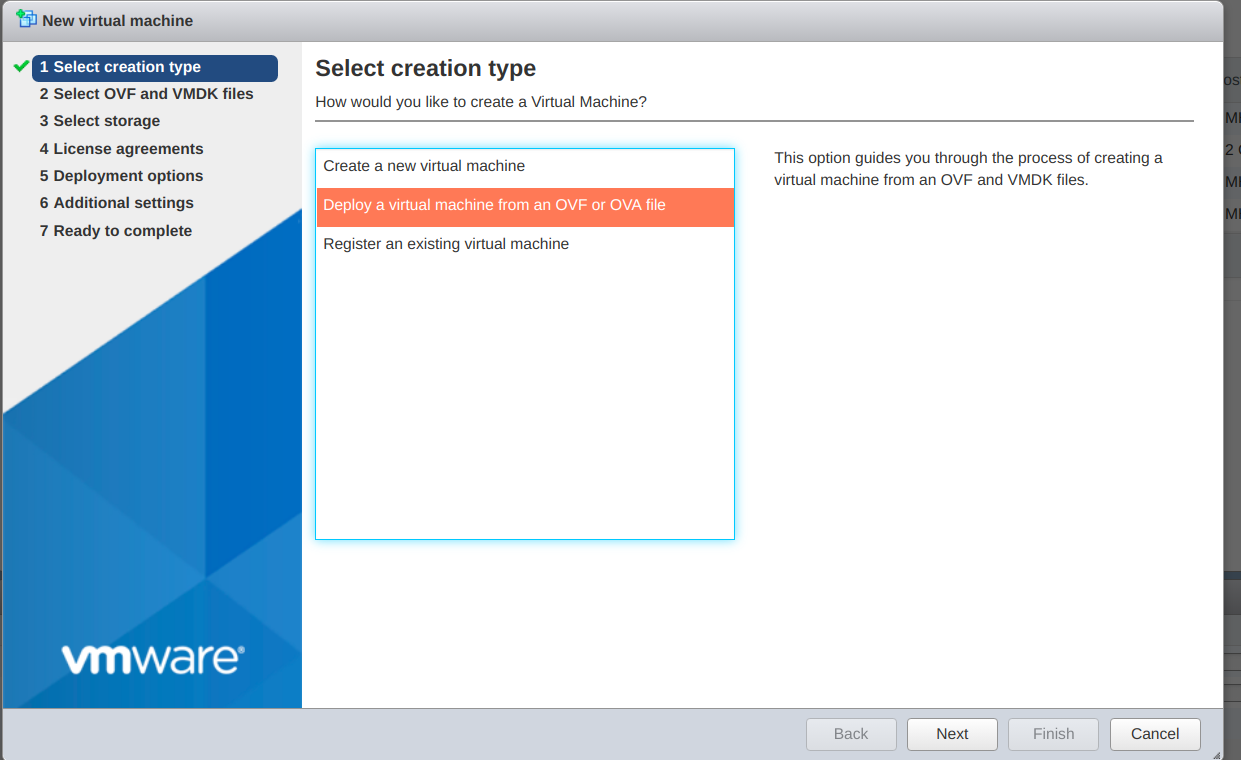 New virtual machine
1 Select creation type
2 Select OVF and VMDK files
3 Select storage
4 License agreements
5 Deployment options
6 Additional settings
7 Ready to complete
vmware®
Select creation type
How would you like to create a Virtual Machine?
Create a new virtual machine
Deploy a virtual machine from an OVF or OVA file
Register an existing virtual machine
This option guides you through the process of creating a
virtual machine from an OVF and VMDK files.
Back
Next
Finish
Cancel